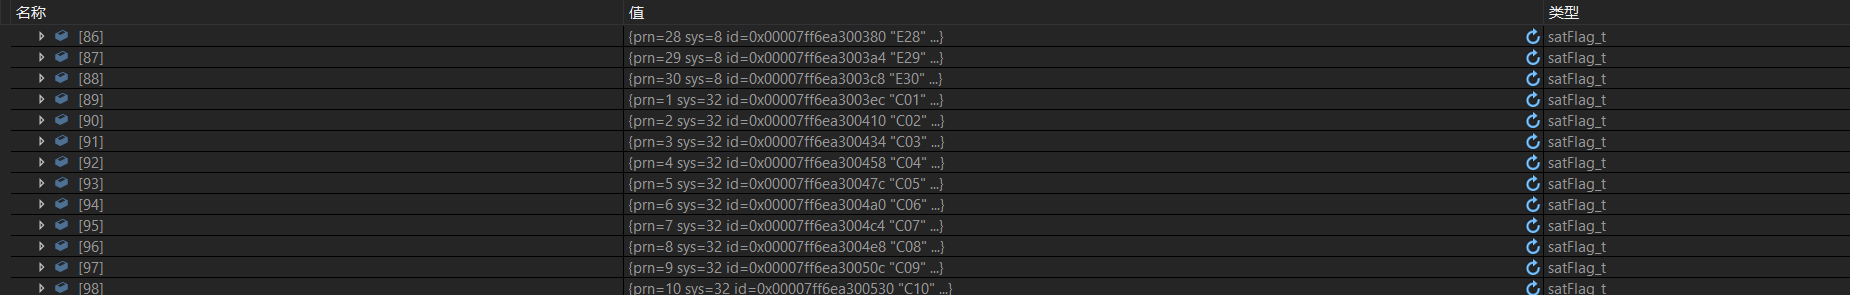 名称 值 类型
[86] {prn=28 sys=8 id=0x00007ff6ea300380 "E28" ...} satFlag_t
[87] {prn=29 sys=8 id=0x00007ff6ea3003a4 "E29" ...} satFlag_t
[88] {prn=30 sys=8 id=0x00007ff6ea3003c8 "E30" ...} satFlag_t
[89] {prn=1 sys=32 id=0x00007ff6ea3003ec "C01" ...} satFlag_t
[90] {prn=2 sys=32 id=0x00007ff6ea300410 "C02" ...} satFlag_t
[91] {prn=3 sys=32 id=0x00007ff6ea300434 "C03" ...} satFlag_t
[92] {prn=4 sys=32 id=0x00007ff6ea300458 "C04" ...} satFlag_t
[93] {prn=5 sys=32 id=0x00007ff6ea30047c "C05" ...} satFlag_t
[94] {prn=6 sys=32 id=0x00007ff6ea3004a0 "C06" ...} satFlag_t
[95] {prn=7 sys=32 id=0x00007ff6ea3004c4 "C07" ...} satFlag_t
[96] {prn=8 sys=32 id=0x00007ff6ea3004e8 "C08" ...} satFlag_t
[97] {prn=9 sys=32 id=0x00007ff6ea30050c "C09" ...} satFlag_t
[98] {prn=10 sys=32 id=0x00007ff6ea300530 "C10" ...} satFlag_t